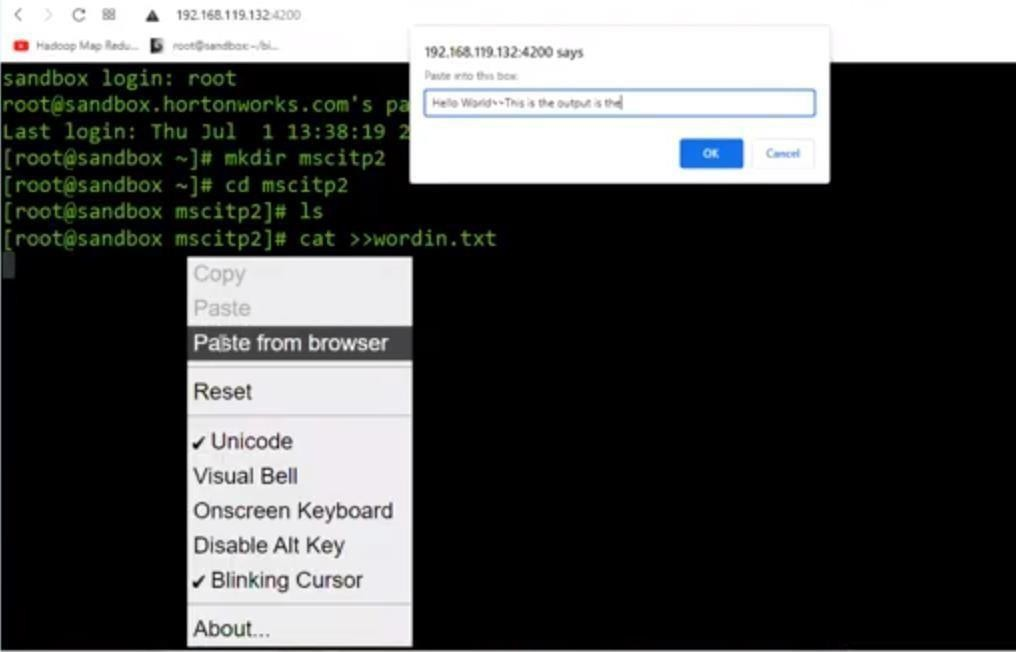 192.168.119.132:4200
Hadoop Map Redu...
root@sandbox:~/bi...
192.168.119.132:4200 says
Paste into this box:
Hello World~~This is the output is the
OK
Cancel
sandbox login: root
root@sandbox.hortonworks.com's pa
Last login: Thu Jul  1 13:38:19 2
[root@sandbox ~]# mkdir mscitp2
[root@sandbox ~]# cd mscitp2
[root@sandbox mscitp2]# ls
[root@sandbox mscitp2]# cat >>wordin.txt
Copy
Paste
Paste from browser
Reset
✔ Unicode
Visual Bell
Onscreen Keyboard
Disable Alt Key
✔ Blinking Cursor
About...